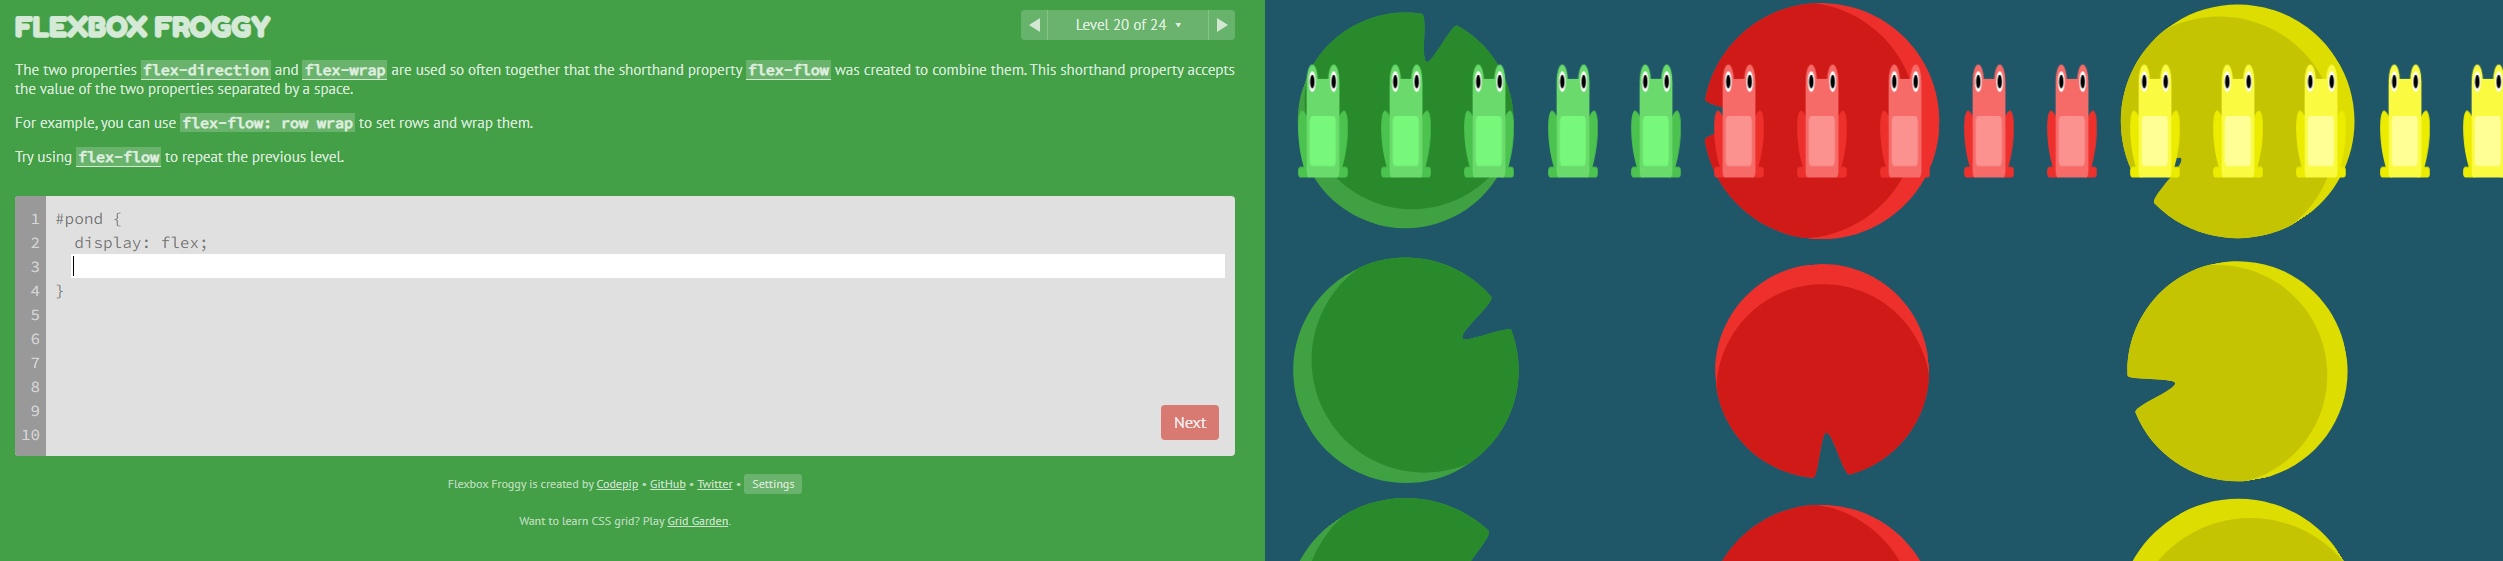 FLEXBOX FROGGY
Level 20 of 24
The two properties flex-direction and flex-wrap are used so often together that the shorthand property flex-flow was created to combine them. This shorthand property accepts
the value of the two properties separated by a space.
For example, you can use flex-flow: row wrap to set rows and wrap them.
Try using flex-flow to repeat the previous level.
1 #pond {
2 display: flex;
3
4 }
5
6
7
8
9
10
Next
Flexbox Froggy is created by Codepip • GitHub • Twitter • Settings
Want to learn CSS grid? Play Grid Garden.